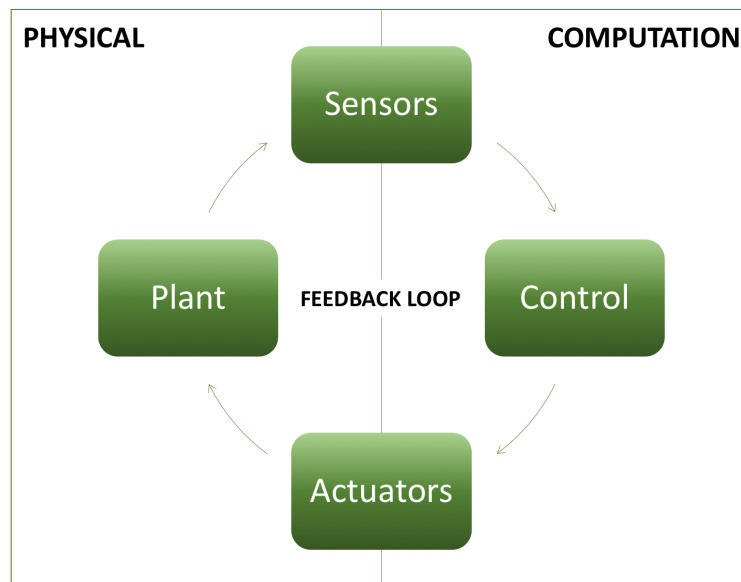 PHYSICAL
COMPUTATION
Sensors
Plant
FEEDBACK LOOP
Control
Actuators